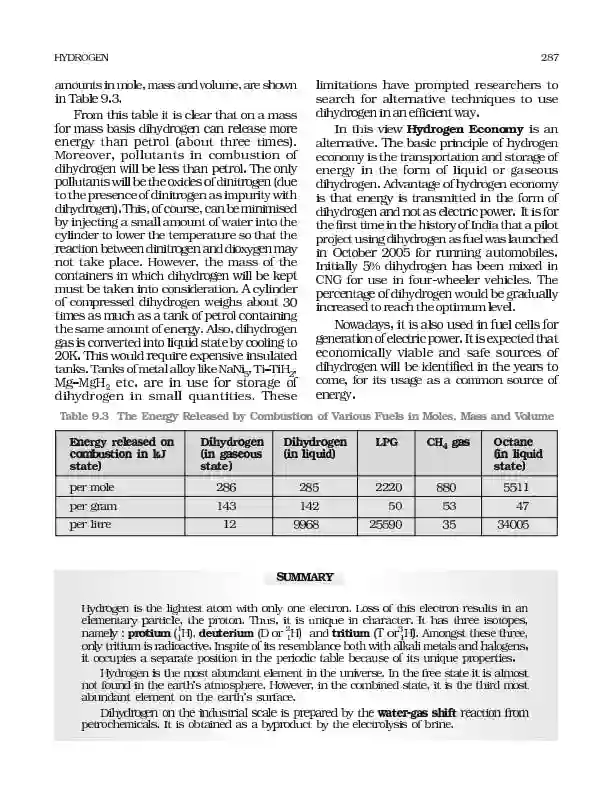 HYDROGEN 287
amounts in mole, mass and volume, are shown
in Table 9.3.
From this table it is clear that on a mass
for mass basis dihydrogen can release more
energy than petrol (about three times).
Moreover, pollutants in combustion of
dihydrogen will be less than petrol. The only
pollutants will be the oxides of dinitrogen (due
to the presence of dinitrogen as impurity with
dihydrogen). This, of course, can be minimised
by injecting a small amount of water into the
cylinder to lower the temperature so that the
reaction between dinitrogen and dioxygen may
not take place. However, the mass of the
containers in which dihydrogen will be kept
must be taken into consideration. A cylinder
of compressed dihydrogen weighs about 30
times as much as a tank of petrol containing
the same amount of energy. Also, dihydrogen
gas is converted into liquid state by cooling to
20K. This would require expensive insulated
tanks. Tanks of metal alloy like NaNi₅, Ti–TiH₂,
Mg–MgH₂ etc. are in use for storage of
dihydrogen in small quantities. These
limitations have prompted researchers to
search for alternative techniques to use
dihydrogen in an efficient way.
In this view Hydrogen Economy is an
alternative. The basic principle of hydrogen
economy is the transportation and storage of
energy in the form of liquid or gaseous
dihydrogen. Advantage of hydrogen economy
is that energy is transmitted in the form of
dihydrogen and not as electric power. It is for
the first time in the history of India that a pilot
project using dihydrogen as fuel was launched
in October 2005 for running automobiles.
Initially 5% dihydrogen has been mixed in
CNG for use in four-wheeler vehicles. The
percentage of dihydrogen would be gradually
increased to reach the optimum level.
Nowadays, it is also used in fuel cells for
generation of electric power. It is expected that
economically viable and safe sources of
dihydrogen will be identified in the years to
come, for its usage as a common source of
energy.
Table 9.3 The Energy Released by Combustion of Various Fuels in Moles, Mass and Volume
Energy released on Dihydrogen Dihydrogen LPG CH₄ gas Octane
combustion in kJ (in gaseous (in liquid) (in liquid
state) state) state)
per mole 286 285 2220 880 5511
per gram 143 142 50 53 47
per litre 12 9968 25590 35 34005
SUMMARY
Hydrogen is the lightest atom with only one electron. Loss of this electron results in an
elementary particle, the proton. Thus, it is unique in character. It has three isotopes,
namely : protium (¹₁H), deuterium (D or ²₁H) and tritium (T or ³₁H). Amongst these three,
only tritium is radioactive. Inspite of its resemblance both with alkali metals and halogens,
it occupies a separate position in the periodic table because of its unique properties.
Hydrogen is the most abundant element in the universe. In the free state it is almost
not found in the earth's atmosphere. However, in the combined state, it is the third most
abundant element on the earth's surface.
Dihydrogen on the industrial scale is prepared by the water-gas shift reaction from
petrochemicals. It is obtained as a byproduct by the electrolysis of brine.